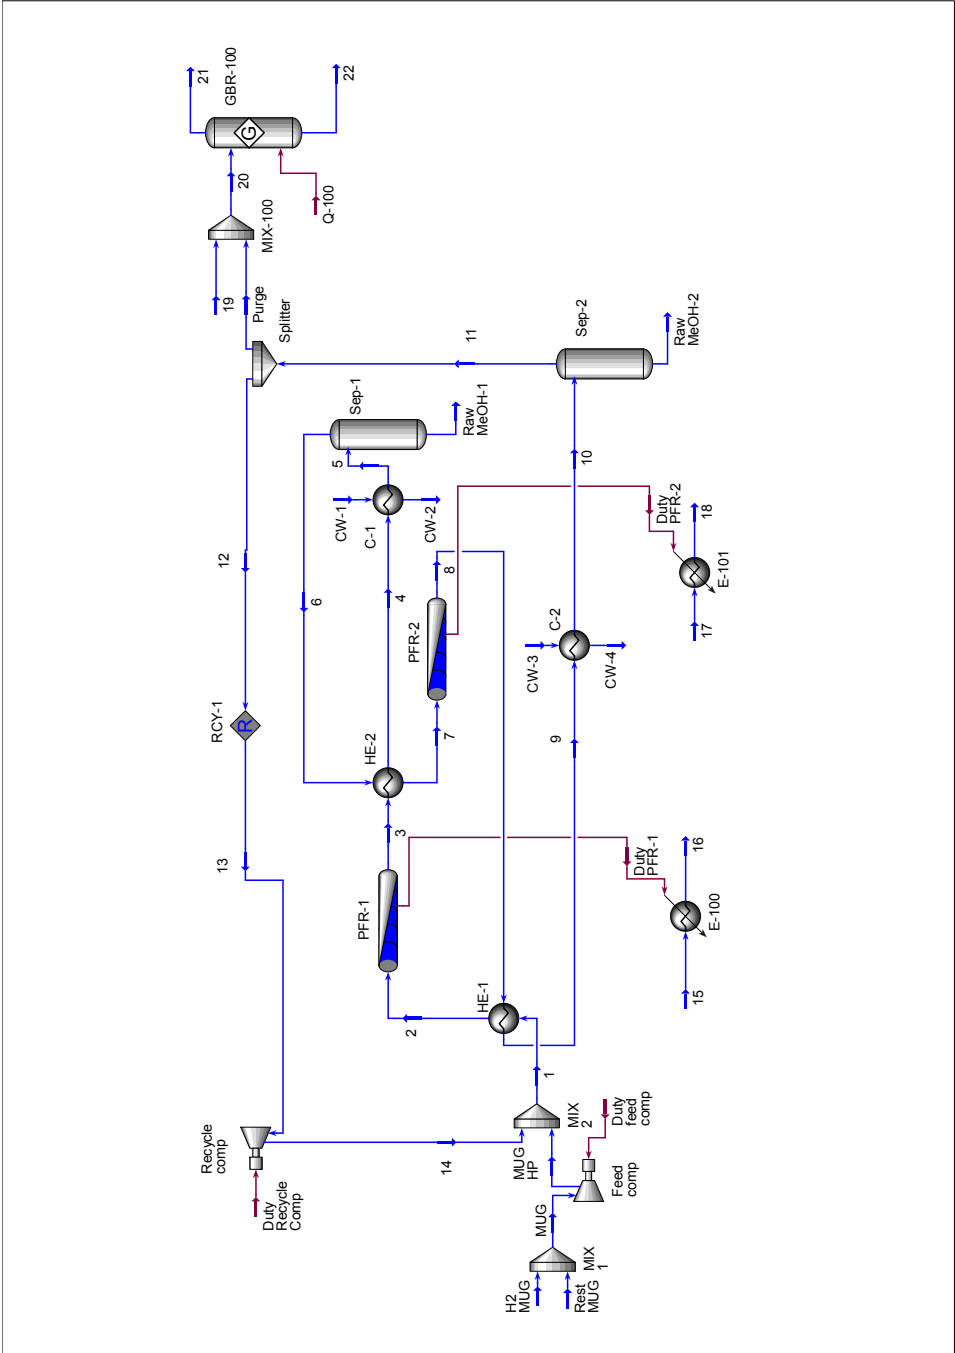 21
GBR-100
22
G
20
Q-100
MIX-100
19
Purge
Splitter
11
Sep-2
Raw
MeOH-2
Sep-1
Raw
MeOH-1
5
CW-1
C-1
CW-2
10
12
6
4
8
PFR-2
7
Duty
PFR-2
18
E-101
17
CW-3
C-2
CW-4
RCY-1
R
HE-2
9
3
13
PFR-1
Duty
PFR-1
16
E-100
15
HE-1
2
1
Recycle
comp
Duty
Recycle
Comp
14
MUG
HP
MIX
2
Duty
feed
comp
Feed
comp
MUG
MIX
1
H2
MUG
Rest
MUG